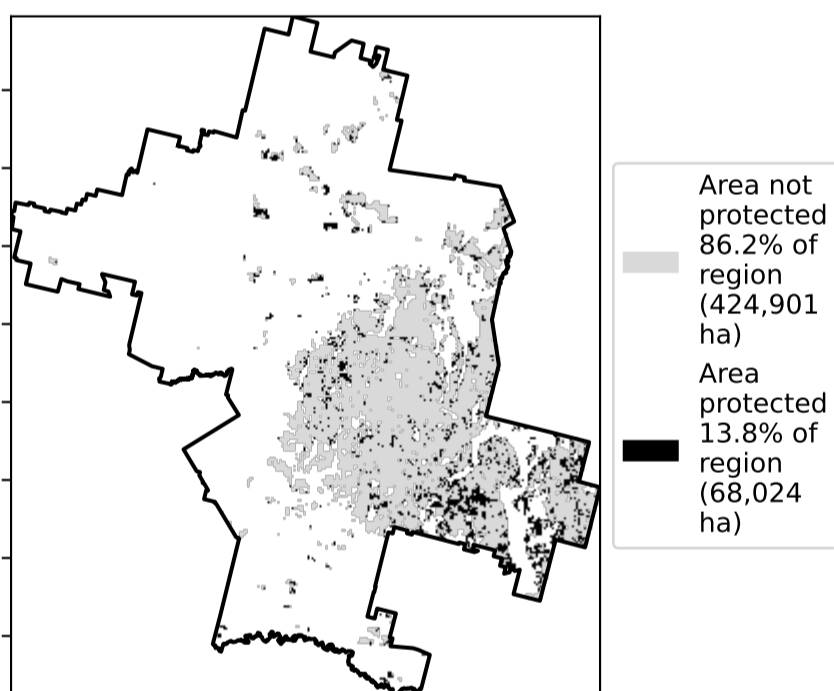 Area not
protected
86.2% of
region
(424,901
ha)
Area
protected
13.8% of
region
(68,024
ha)